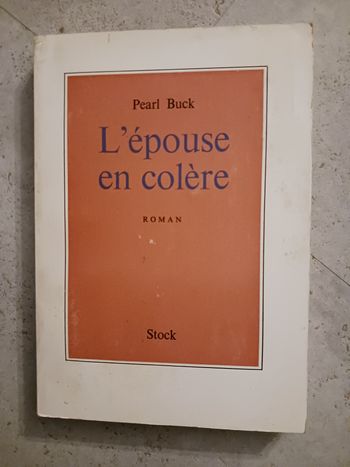 Pearl Buck
L'épouse
en colère
ROMAN
Stock